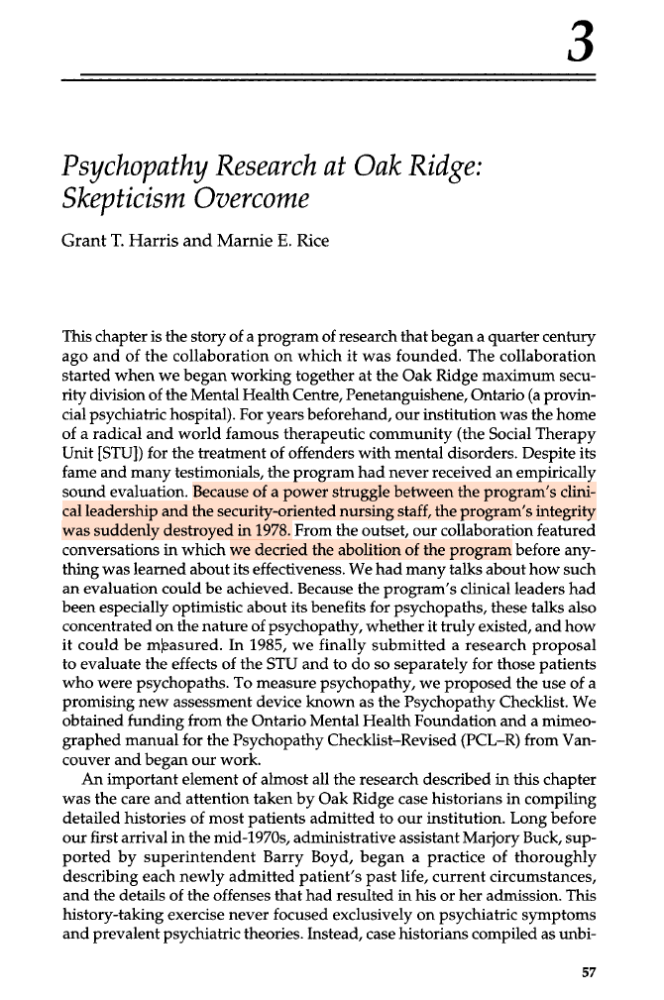 3
Psychopathy Research at Oak Ridge:
Skepticism Overcome
Grant T. Harris and Marnie E. Rice
This chapter is the story of a program of research that began a quarter century
ago and of the collaboration on which it was founded. The collaboration
started when we began working together at the Oak Ridge maximum secu-
rity division of the Mental Health Centre, Penetanguishene, Ontario (a provin-
cial psychiatric hospital). For years beforehand, our institution was the home
of a radical and world famous therapeutic community (the Social Therapy
Unit [STU]) for the treatment of offenders with mental disorders. Despite its
fame and many testimonials, the program had never received an empirically
sound evaluation. Because of a power struggle between the program's clini-
cal leadership and the security-oriented nursing staff, the program's integrity
was suddenly destroyed in 1978. From the outset, our collaboration featured
conversations in which we decried the abolition of the program before any-
thing was learned about its effectiveness. We had many talks about how such
an evaluation could be achieved. Because the program's clinical leaders had
been especially optimistic about its benefits for psychopaths, these talks also
concentrated on the nature of psychopathy, whether it truly existed, and how
it could be measured. In 1985, we finally submitted a research proposal
to evaluate the effects of the STU and to do so separately for those patients
who were psychopaths. To measure psychopathy, we proposed the use of a
promising new assessment device known as the Psychopathy Checklist. We
obtained funding from the Ontario Mental Health Foundation and a mimeo-
graphed manual for the Psychopathy Checklist–Revised (PCL–R) from Van-
couver and began our work.
An important element of almost all the research described in this chapter
was the care and attention taken by Oak Ridge case historians in compiling
detailed histories of most patients admitted to our institution. Long before
our first arrival in the mid-1970s, administrative assistant Marjory Buck, sup-
ported by superintendent Barry Boyd, began a practice of thoroughly
describing each newly admitted patient's past life, current circumstances,
and the details of the offenses that had resulted in his or her admission. This
history-taking exercise never focused exclusively on psychiatric symptoms
and prevalent psychiatric theories. Instead, case historians compiled as unbi-
57